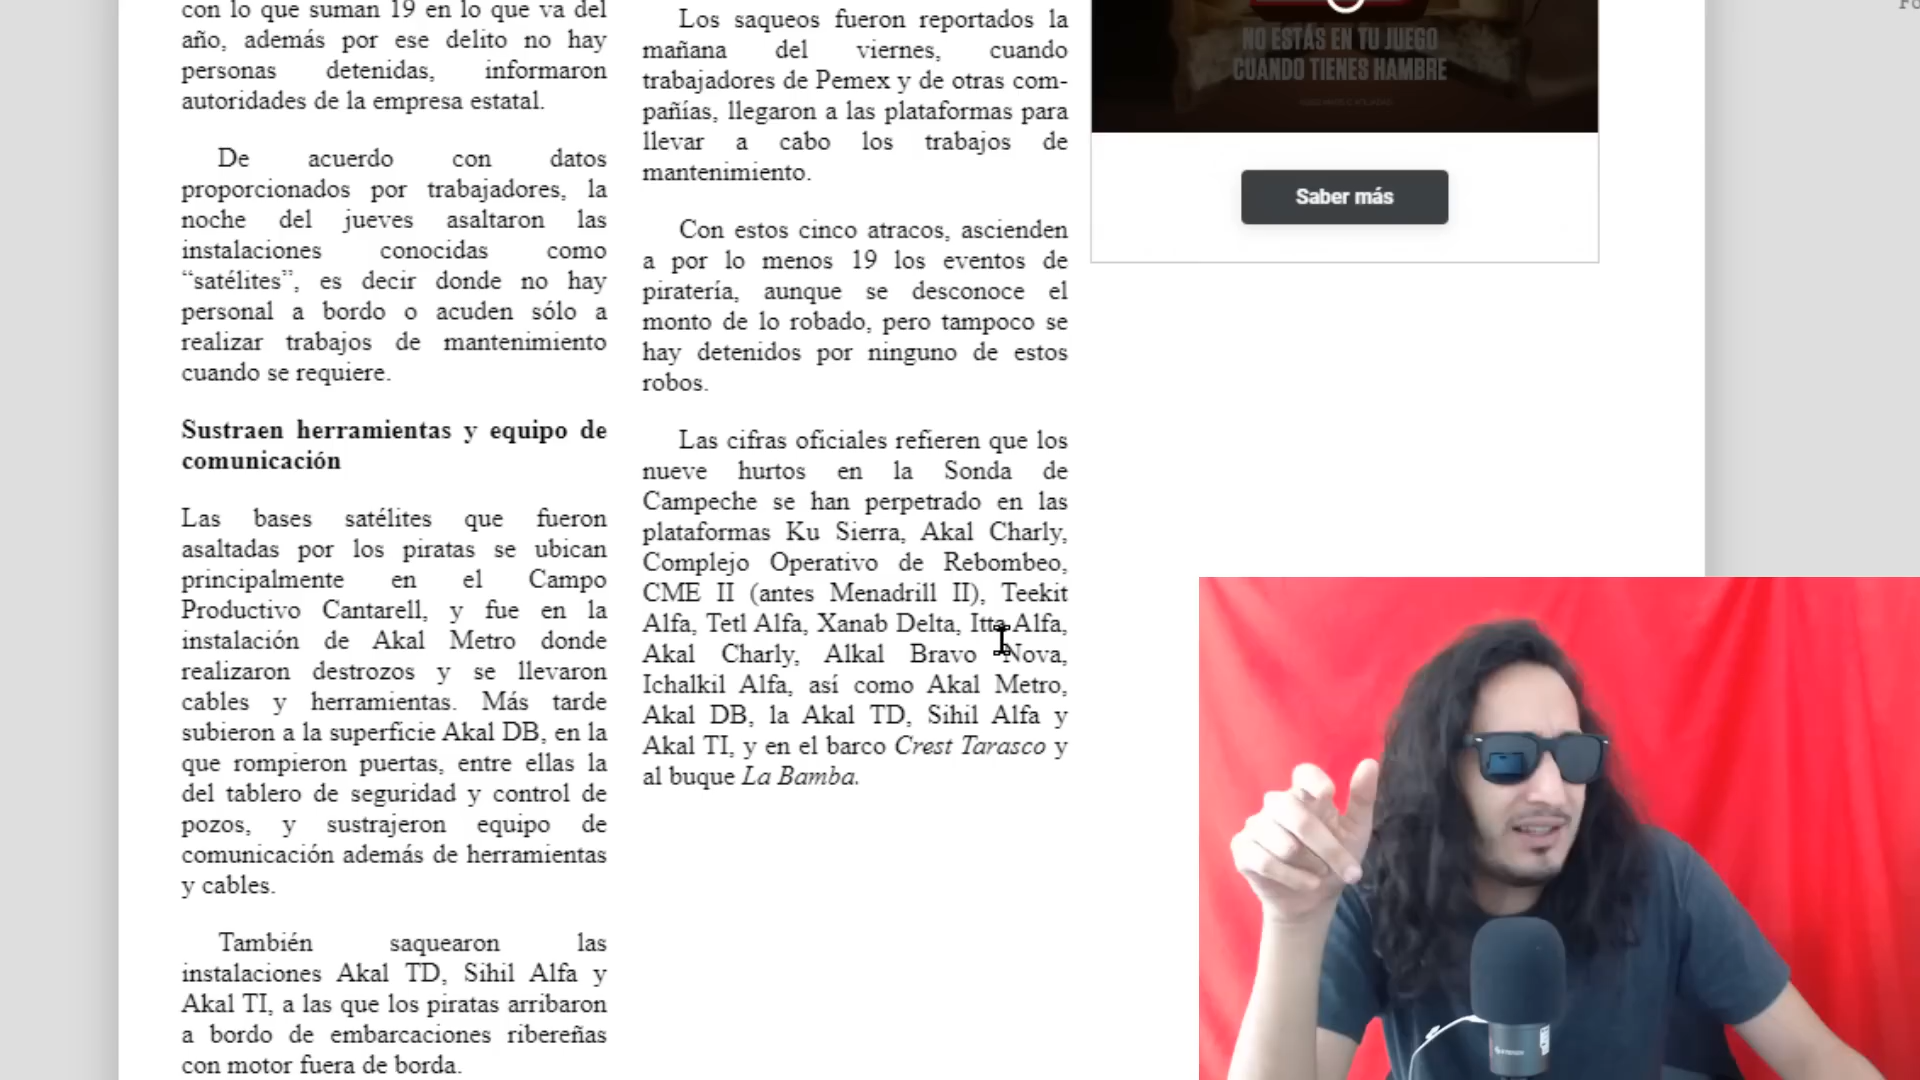 con lo que suman 19 en lo que va del
año, además por ese delito no hay
personas detenidas, informaron
autoridades de la empresa estatal.
De acuerdo con datos
proporcionados por trabajadores, la
noche del jueves asaltaron las
instalaciones conocidas como
“satélites”, es decir donde no hay
personal a bordo o acuden sólo a
realizar trabajos de mantenimiento
cuando se requiere.
Sustraen herramientas y equipo de
comunicación
Las bases satélites que fueron
asaltadas por los piratas se ubican
principalmente en el Campo
Productivo Cantarell, y fue en la
instalación de Akal Metro donde
realizaron destrozos y se llevaron
cables y herramientas. Más tarde
subieron a la superficie Akal DB, en la
que rompieron puertas, entre ellas la
del tablero de seguridad y control de
pozos, y sustrajeron equipo de
comunicación además de herramientas
y cables.
También saquearon las
instalaciones Akal TD, Sihil Alfa y
Akal TI, a las que los piratas arribaron
a bordo de embarcaciones ribereñas
con motor fuera de borda.
Los saqueos fueron reportados la
mañana del viernes, cuando
trabajadores de Pemex y de otras com-
pañías, llegaron a las plataformas para
llevar a cabo los trabajos de
mantenimiento.
Con estos cinco atracos, ascienden
a por lo menos 19 los eventos de
piratería, aunque se desconoce el
monto de lo robado, pero tampoco se
hay detenidos por ninguno de estos
robos.
Las cifras oficiales refieren que los
nueve hurtos en la Sonda de
Campeche se han perpetrado en las
plataformas Ku Sierra, Akal Charly,
Complejo Operativo de Rebombeo,
CME II (antes Menadrill II), Teekit
Alfa, Tetl Alfa, Xanab Delta, Itta Alfa,
Akal Charly, Alkal Bravo Nova,
Ichalkil Alfa, así como Akal Metro,
Akal DB, la Akal TD, Sihil Alfa y
Akal TI, y en el barco Crest Tarasco y
al buque La Bamba.
NO ESTÁS EN TU JUEGO
CUANDO TIENES HAMBRE
Saber más